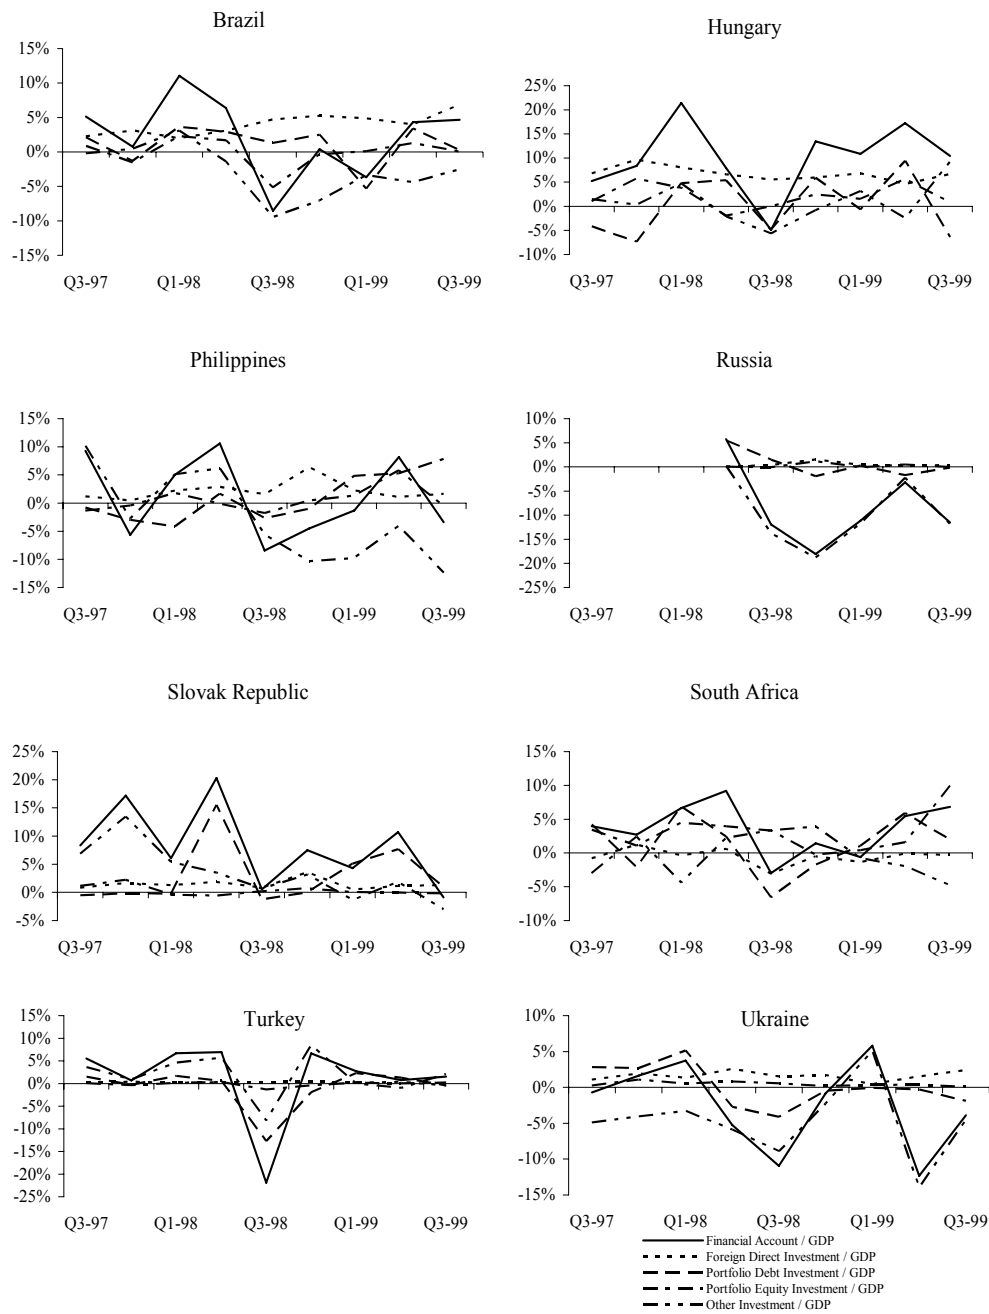 Brazil
15%
10%
5%
0%
-5%
-10%
-15%
Q3-97 Q1-98 Q3-98 Q1-99 Q3-99
Hungary
25%
20%
15%
10%
5%
0%
-5%
-10%
Q3-97 Q1-98 Q3-98 Q1-99 Q3-99
Philippines
15%
10%
5%
0%
-5%
-10%
-15%
Q3-97 Q1-98 Q3-98 Q1-99 Q3-99
Russia
10%
5%
0%
-5%
-10%
-15%
-20%
-25%
Q3-97 Q1-98 Q3-98 Q1-99 Q3-99
Slovak Republic
25%
20%
15%
10%
5%
0%
-5%
Q3-97 Q1-98 Q3-98 Q1-99 Q3-99
South Africa
15%
10%
5%
0%
-5%
-10%
Q3-97 Q1-98 Q3-98 Q1-99 Q3-99
Turkey
15%
10%
5%
0%
-5%
-10%
-15%
-20%
-25%
Q3-97 Q1-98 Q3-98 Q1-99 Q3-99
Ukraine
10%
5%
0%
-5%
-10%
-15%
Q3-97 Q1-98 Q3-98 Q1-99 Q3-99
Financial Account / GDP
Foreign Direct Investment / GDP
Portfolio Debt Investment / GDP
Portfolio Equity Investment / GDP
Other Investment / GDP